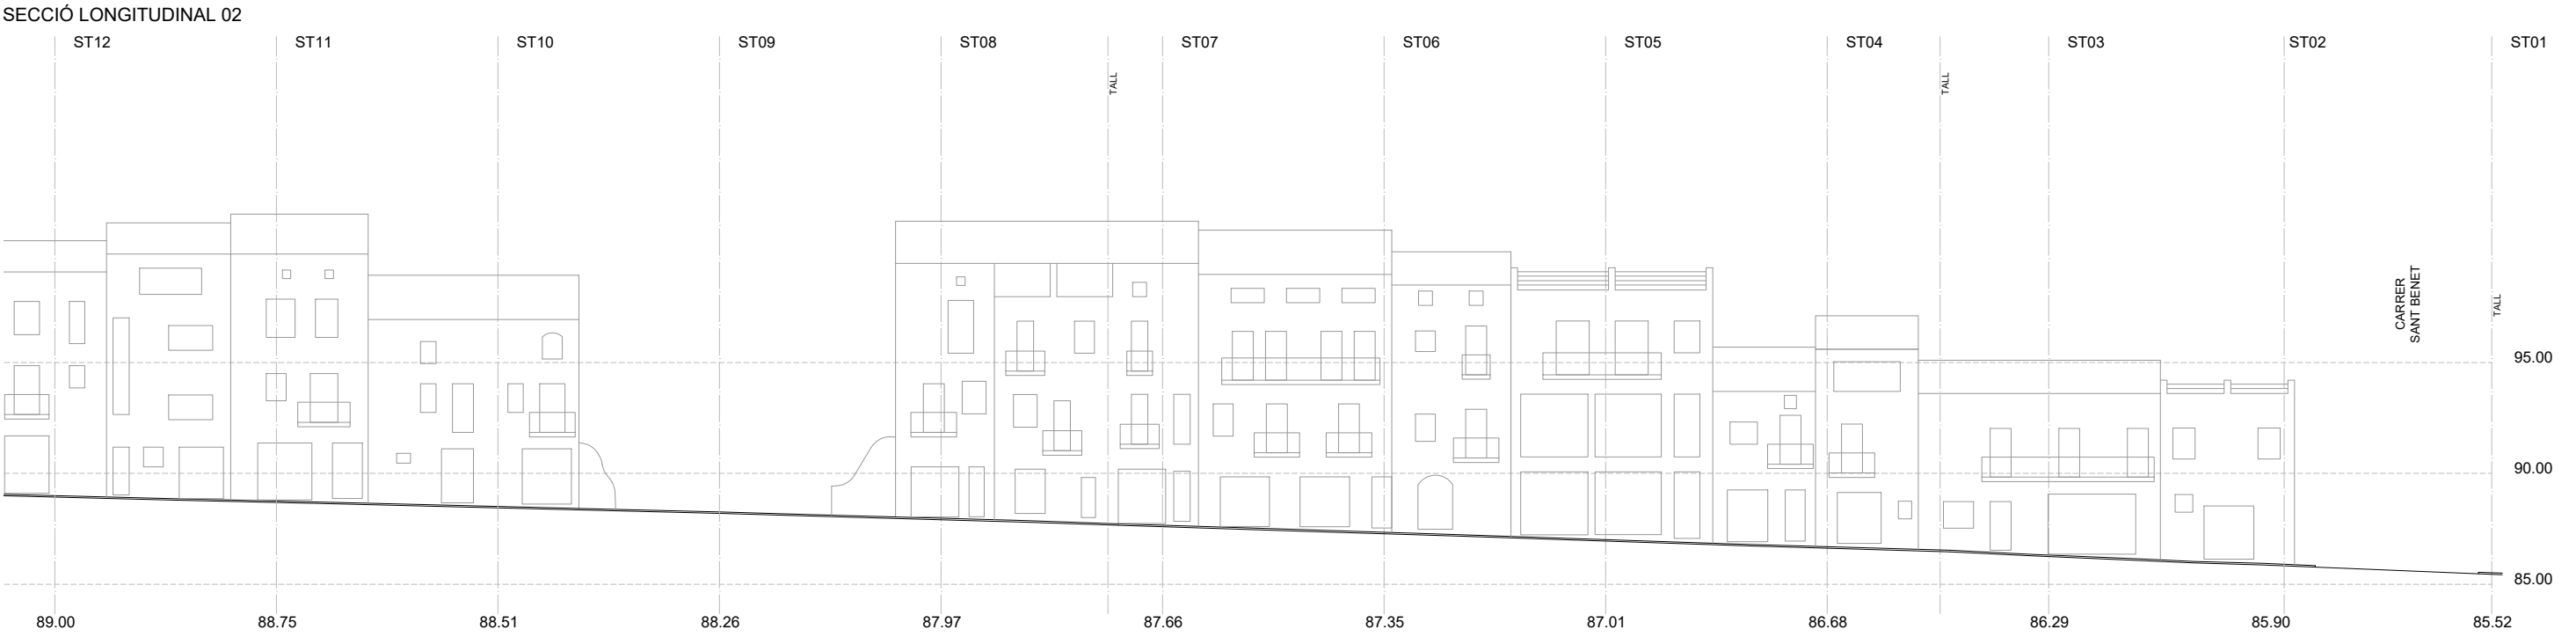 SECCIÓ LONGITUDINAL 02
ST12 ST11 ST10 ST09 ST08 ST07 ST06 ST05 ST04 ST03 ST02 ST01
TALL
TALL
CARRER
SANT BENET
TALL
95.00
90.00
85.00
89.00 88.75 88.51 88.26 87.97 87.66 87.35 87.01 86.68 86.29 85.90 85.52